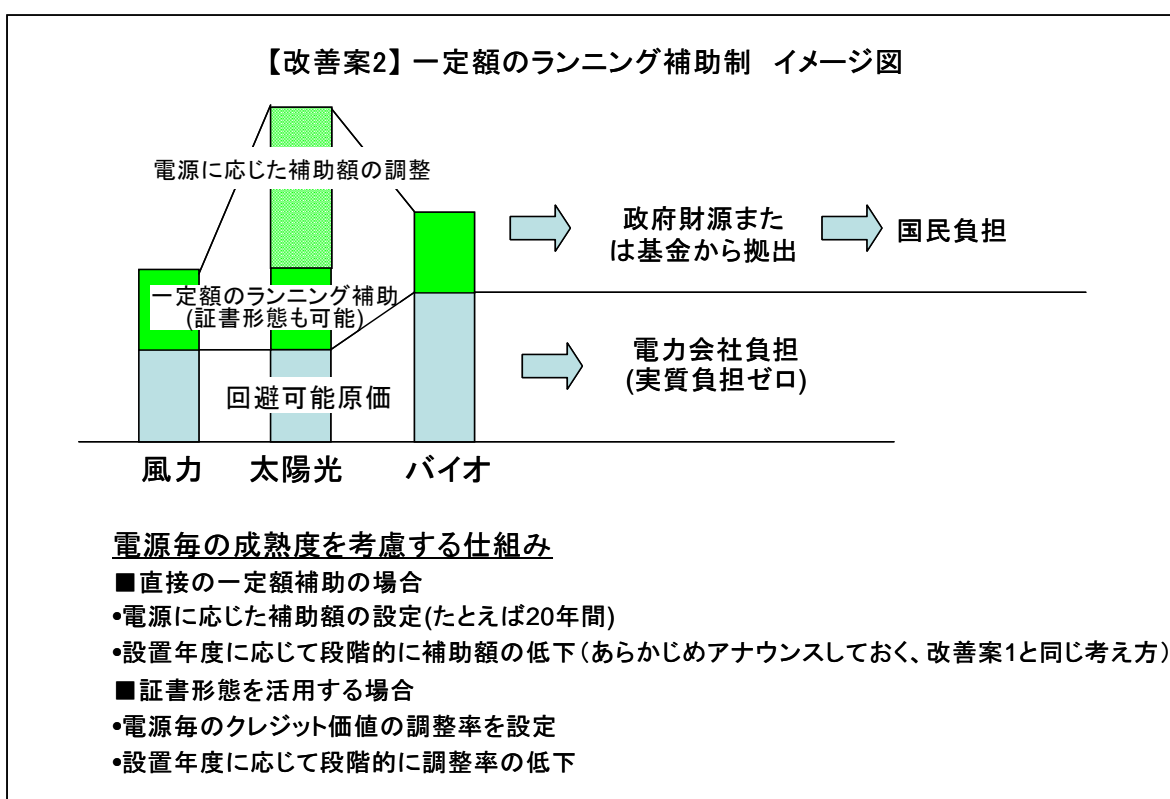 【改善案2】一定額のランニング補助制　イメージ図
電源に応じた補助額の調整
一定額のランニング補助
(証書形態も可能)
回避可能原価
政府財源また
は基金から拠出
国民負担
電力会社負担
(実質負担ゼロ)
風力
太陽光
バイオ
電源毎の成熟度を考慮する仕組み
■直接の一定額補助の場合
•電源に応じた補助額の設定(たとえば20年間)
•設置年度に応じて段階的に補助額の低下（あらかじめアナウンスしておく、改善案1と同じ考え方）
■証書形態を活用する場合
•電源毎のクレジット価値の調整率を設定
•設置年度に応じて段階的に調整率の低下